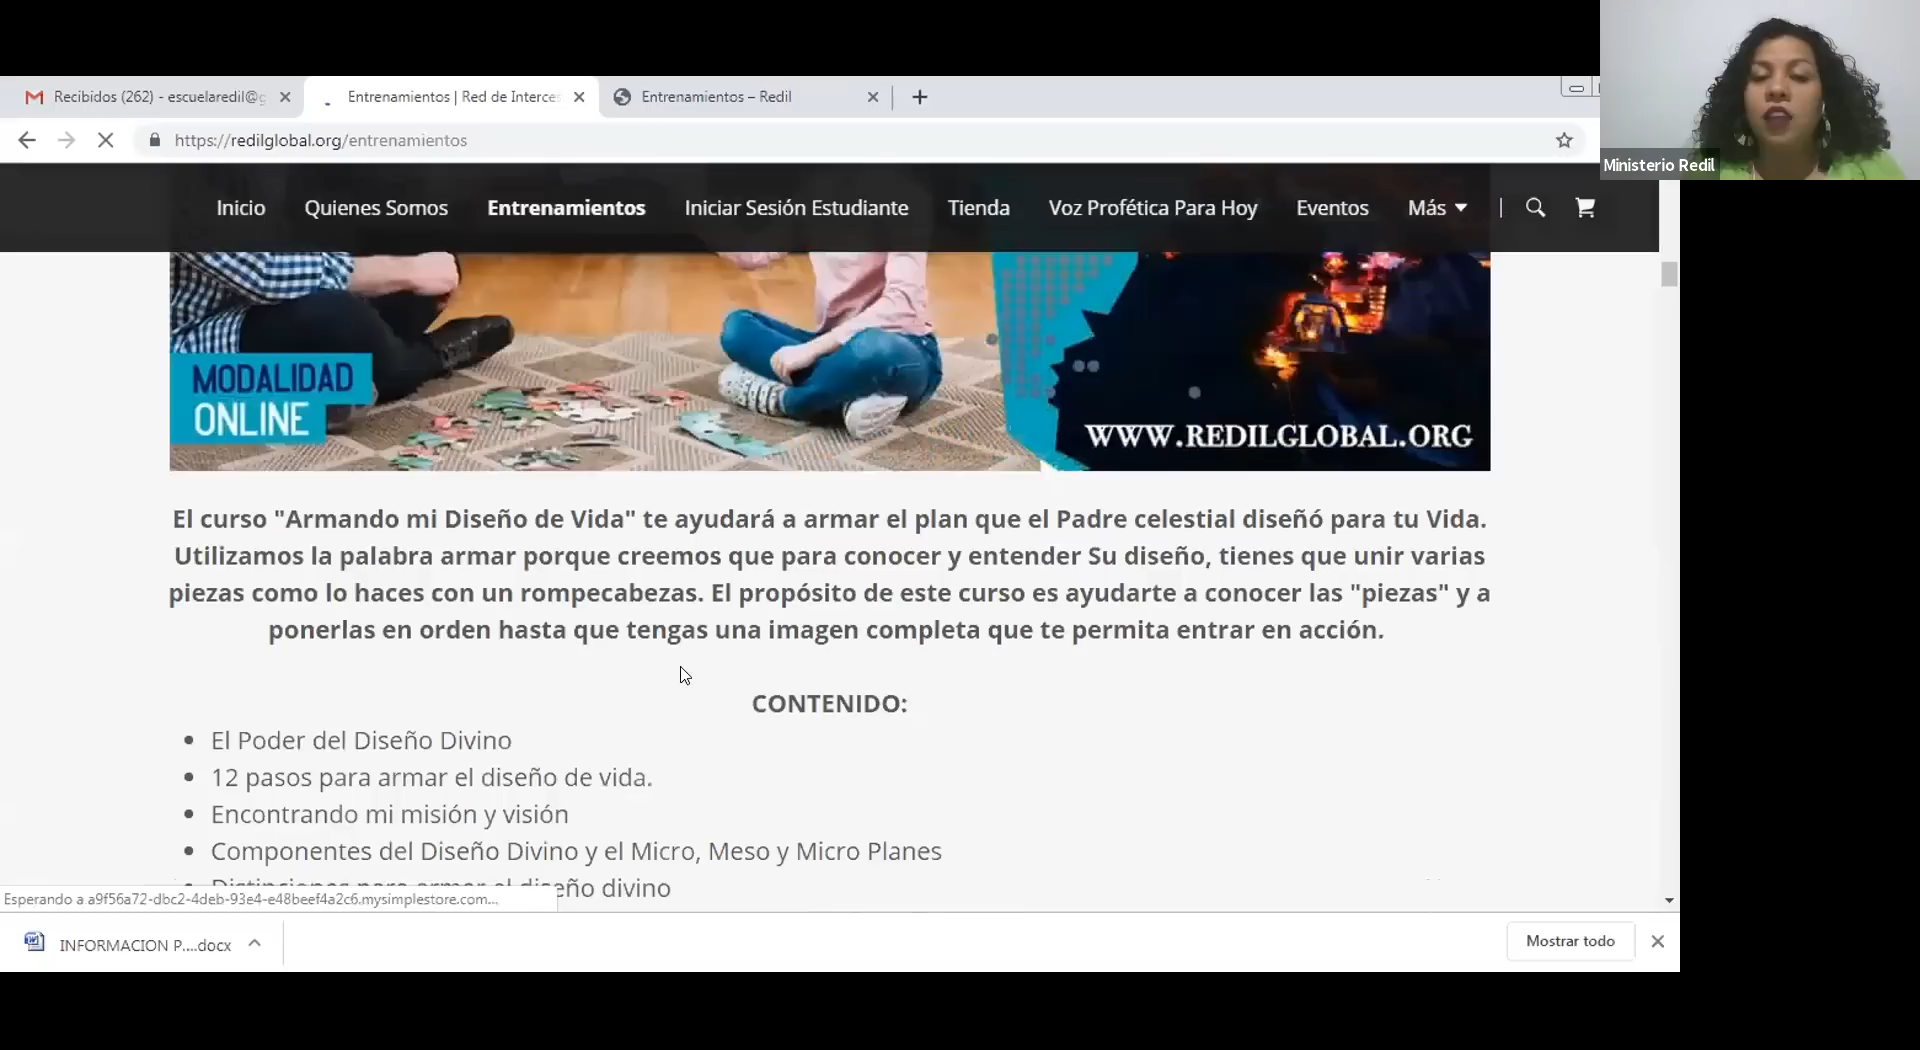 Ministerio Redil
Recibidos (262) - escuelaredil@g
Entrenamientos | Red de Interces
Entrenamientos – Redil
https://redilglobal.org/entrenamientos
Inicio
Quienes Somos
Entrenamientos
Iniciar Sesión Estudiante
Tienda
Voz Profética Para Hoy
Eventos
Más
MODALIDAD
ONLINE
WWW.REDILGLOBAL.ORG
El curso "Armando mi Diseño de Vida" te ayudará a armar el plan que el Padre celestial diseñó para tu Vida.
Utilizamos la palabra armar porque creemos que para conocer y entender Su diseño, tienes que unir varias
piezas como lo haces con un rompecabezas. El propósito de este curso es ayudarte a conocer las "piezas" y a
ponerlas en orden hasta que tengas una imagen completa que te permita entrar en acción.
CONTENIDO:
El Poder del Diseño Divino
12 pasos para armar el diseño de vida.
Encontrando mi misión y visión
Componentes del Diseño Divino y el Micro, Meso y Micro Planes
Distinciones para armar el diseño divino
Esperando a a9f56a72-dbc2-4deb-93e4-e48beef4a2c6.mysimplestore.com...
INFORMACION P....docx
Mostrar todo